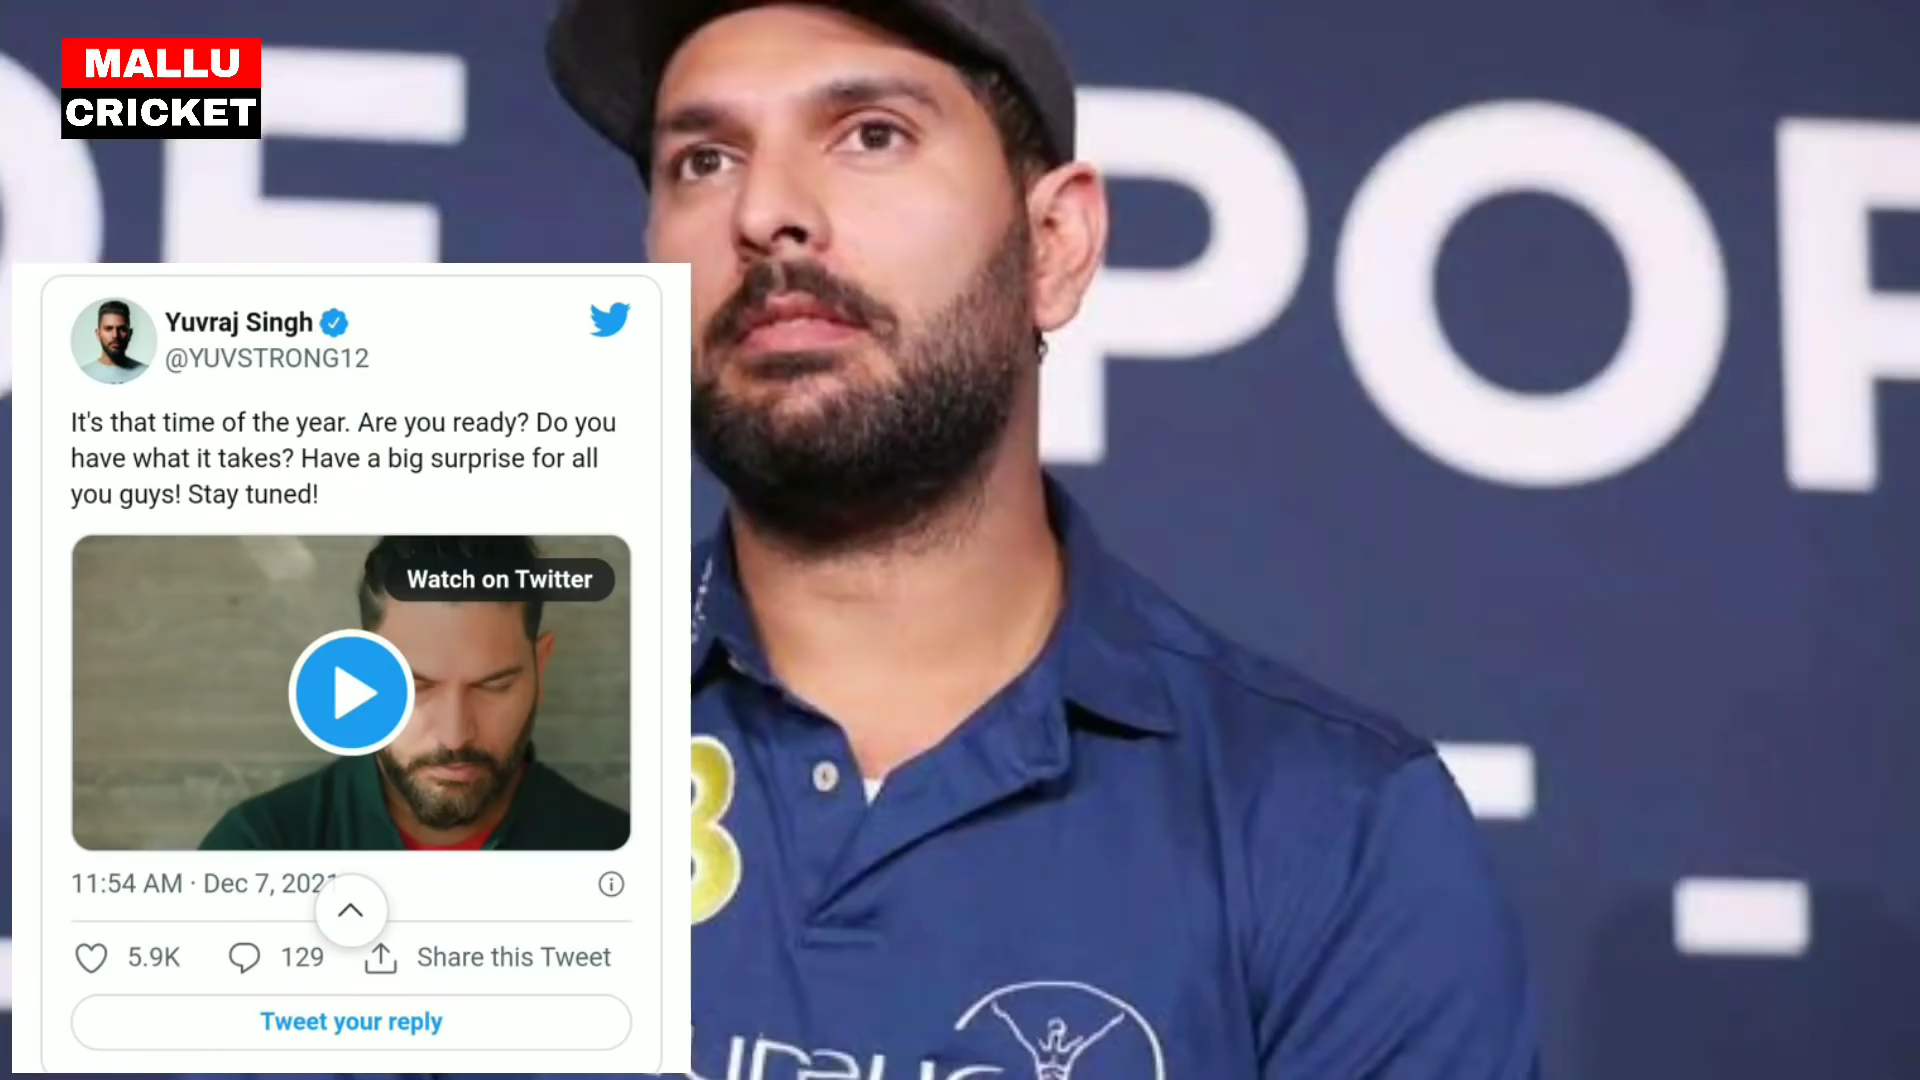 MALLU
CRICKET
Yuvraj Singh
@YUVSTRONG12
It's that time of the year. Are you ready? Do you
have what it takes? Have a big surprise for all
you guys! Stay tuned!
Watch on Twitter
11:54 AM · Dec 7, 2021
5.9K
129
Share this Tweet
Tweet your reply